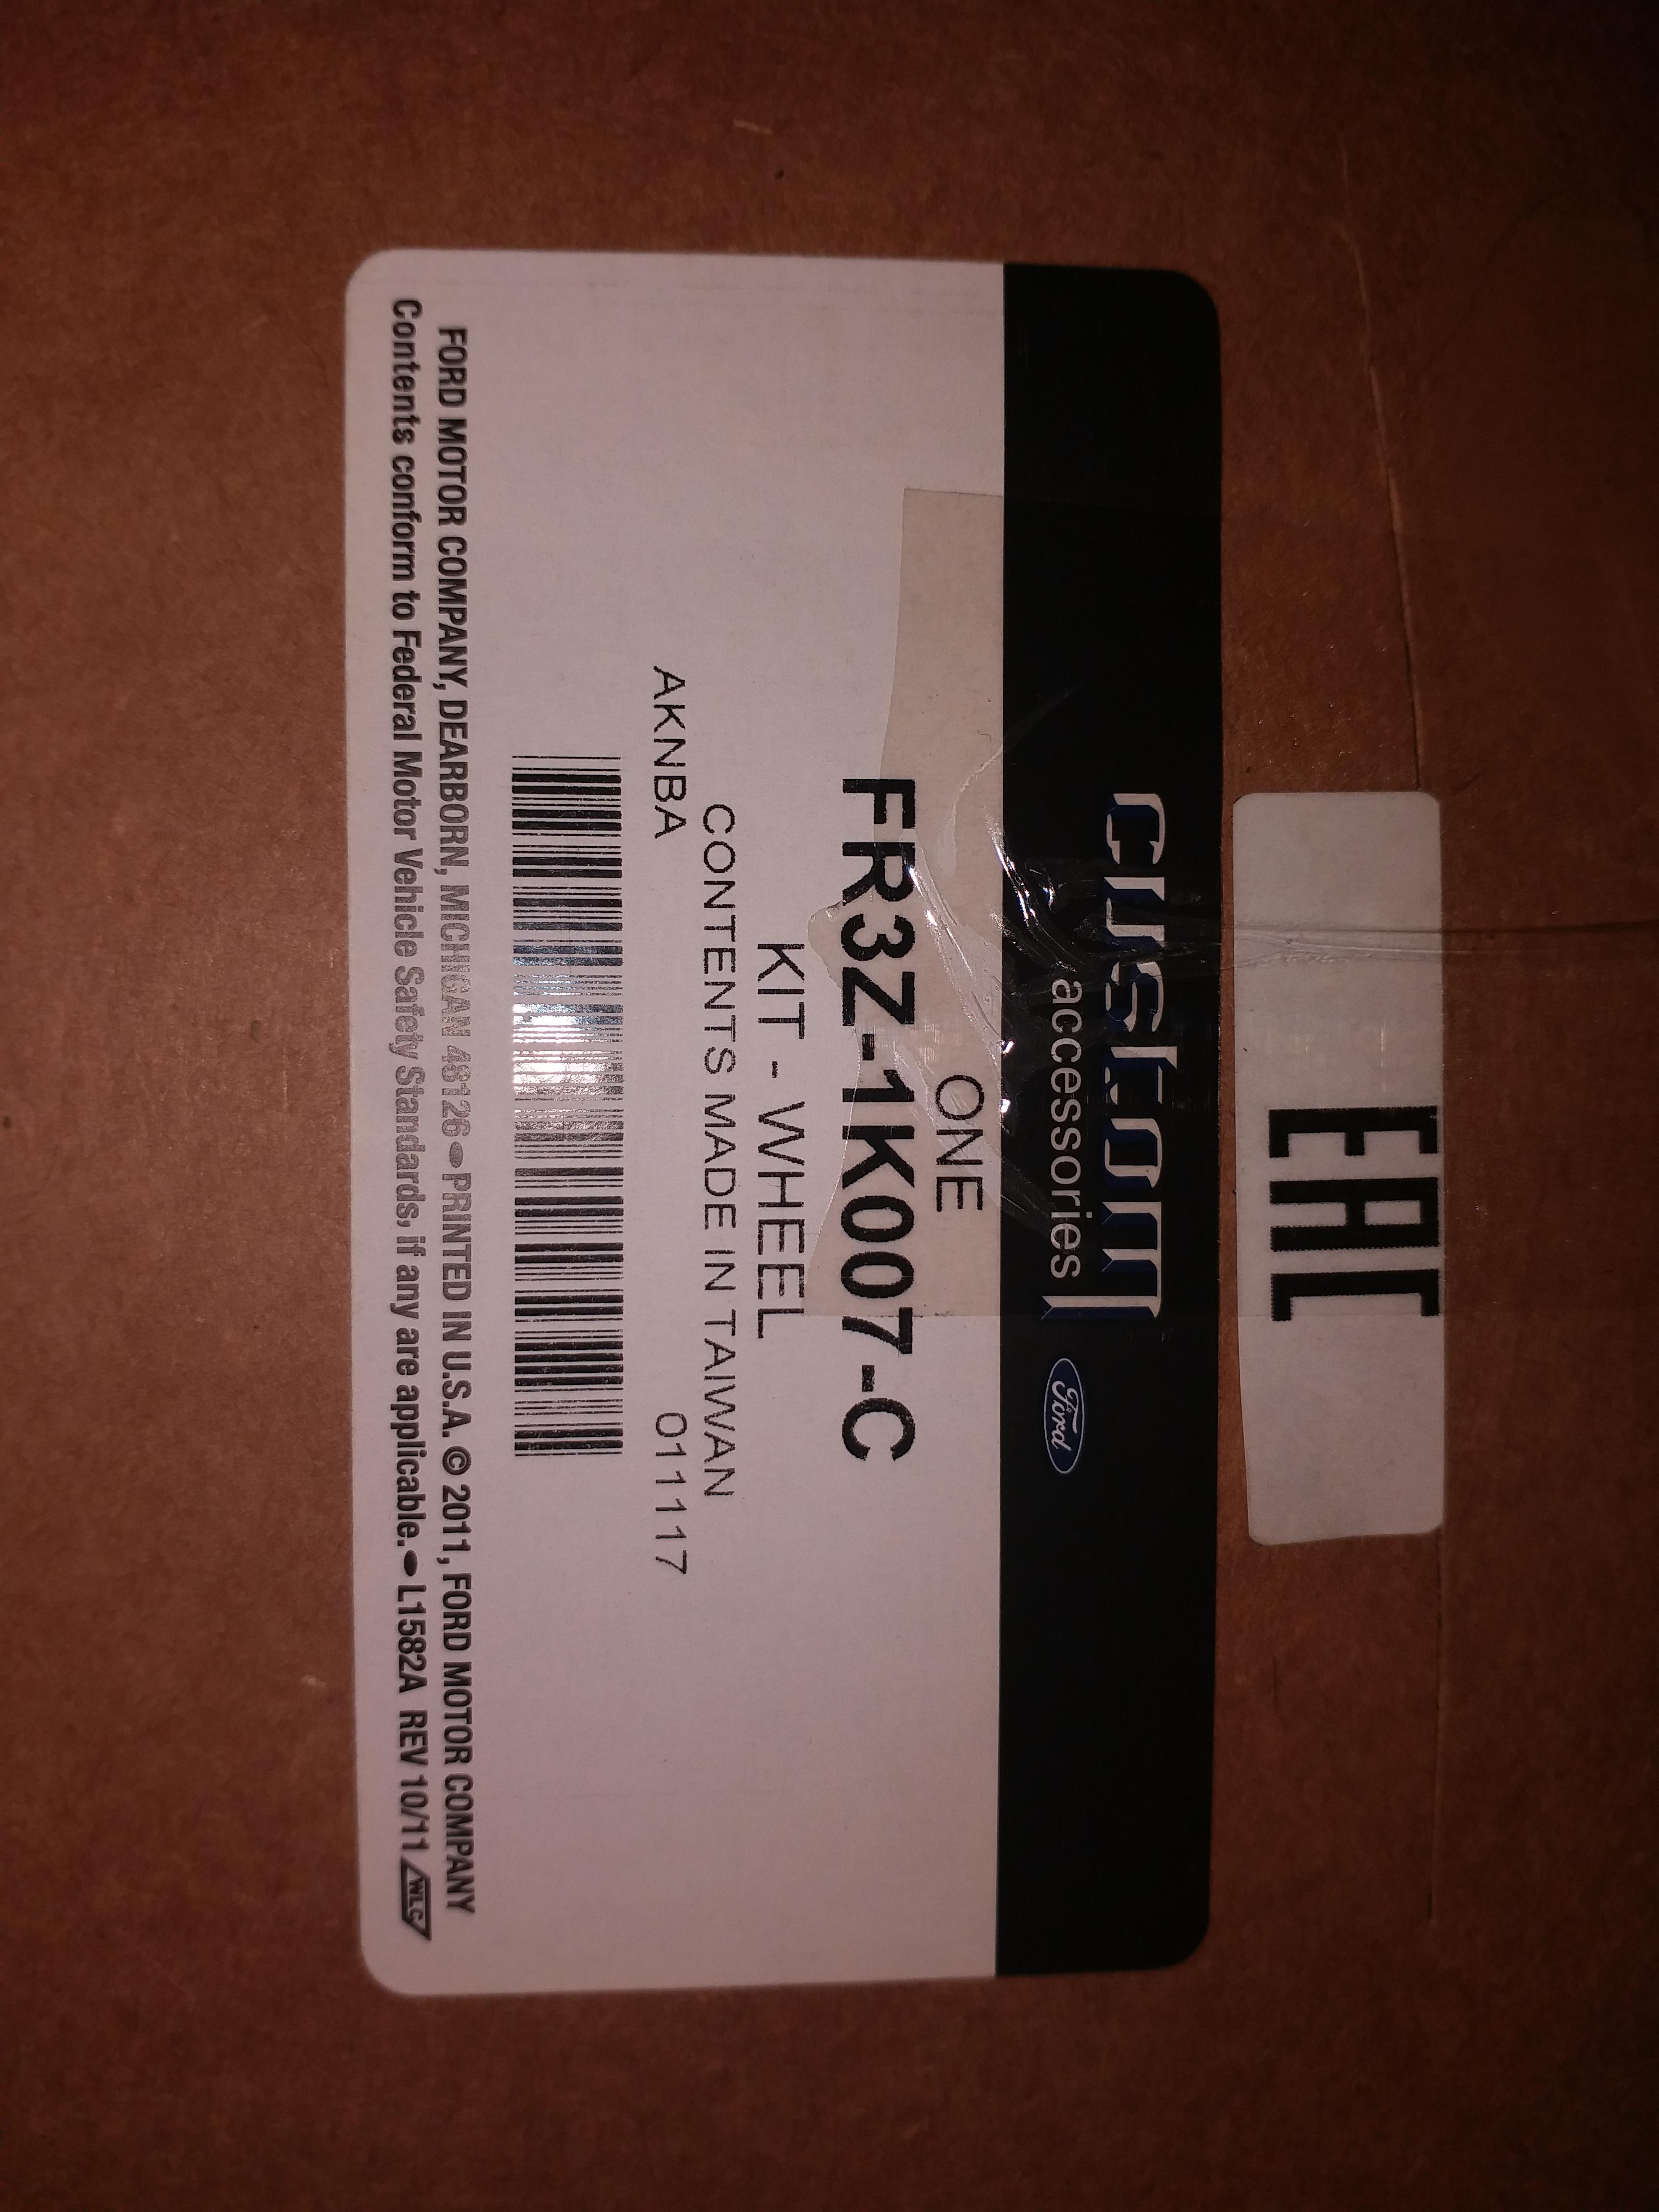 EAC
custom
accessories
Ford
ONE
FR3Z-1K007-C
KIT - WHEEL
CONTENTS MADE IN TAIWAN
AKNBA 011117
FORD MOTOR COMPANY, DEARBORN, MICHIGAN 48126 • PRINTED IN U.S.A. © 2011, FORD MOTOR COMPANY
Contents conform to Federal Motor Vehicle Safety Standards, if any are applicable. • L1582A REV 10/11 WLC